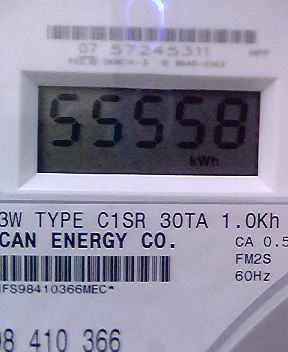 07 57245311
55558
kWh
3W TYPE C1SR 30TA 1.0Kh
CAN ENERGY CO.
CA 0.5
FM2S
60Hz
IFS98410366MEC*
98 410 366